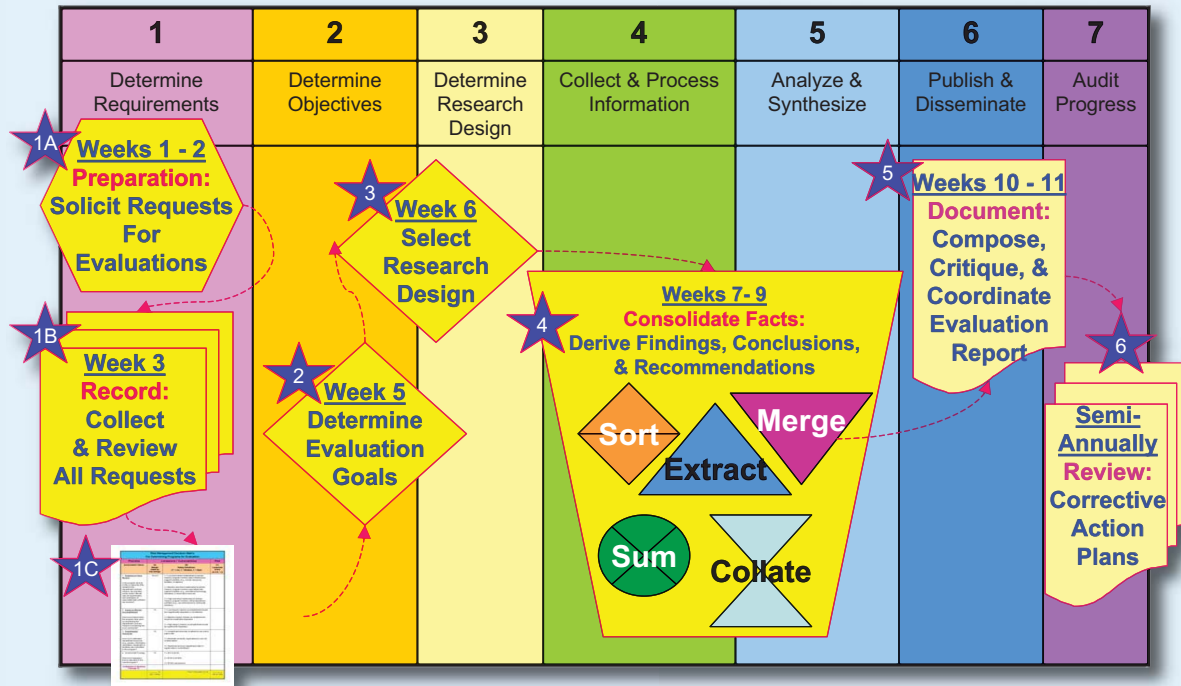 1
2
3
4
5
6
7
Determine
Requirements
Determine
Objectives
Determine
Research
Design
Collect & Process
Information
Analyze &
Synthesize
Publish &
Disseminate
Audit
Progress
1A
Weeks 1 - 2
Preparation:
Solicit Requests
For
Evaluations
1B
Week 3
Record:
Collect
& Review
All Requests
1C
2
Week 5
Determine
Evaluation
Goals
3
Week 6
Select
Research
Design
4
Weeks 7- 9
Consolidate Facts:
Derive Findings, Conclusions,
& Recommendations
Sort
Extract
Merge
Sum
Collate
5
Weeks 10 - 11
Document:
Compose,
Critique, &
Coordinate
Evaluation
Report
6
Semi-
Annually
Review:
Corrective
Action
Plans